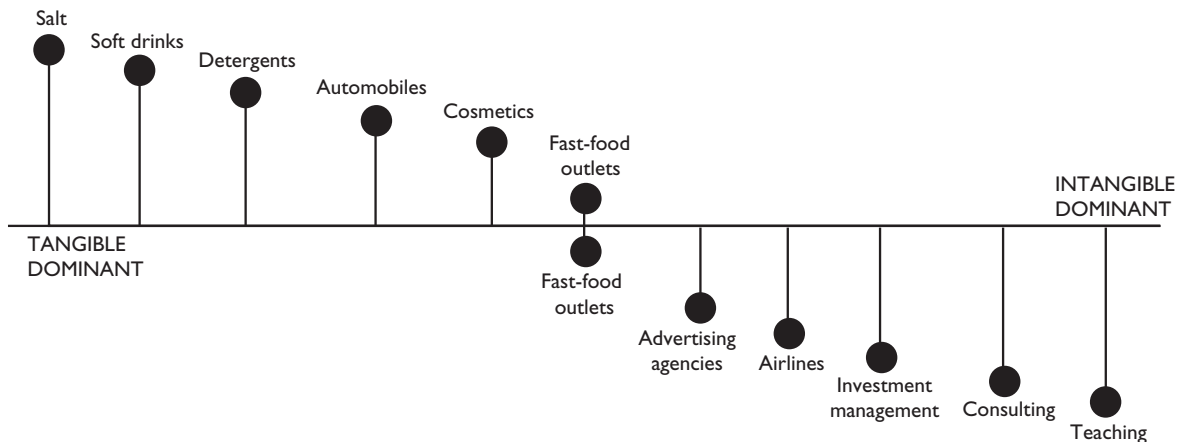 Salt
Soft drinks
Detergents
Automobiles
Cosmetics
Fast-food
outlets
INTANGIBLE
DOMINANT
TANGIBLE
DOMINANT
Fast-food
outlets
Advertising
agencies
Airlines
Investment
management
Consulting
Teaching